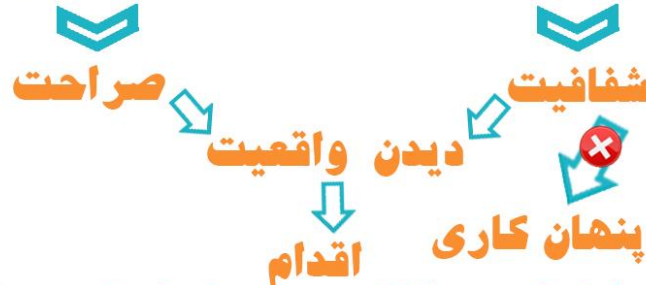 شفافیت
صراحت
دیدن واقعیت
پنهان کاری
اقدام